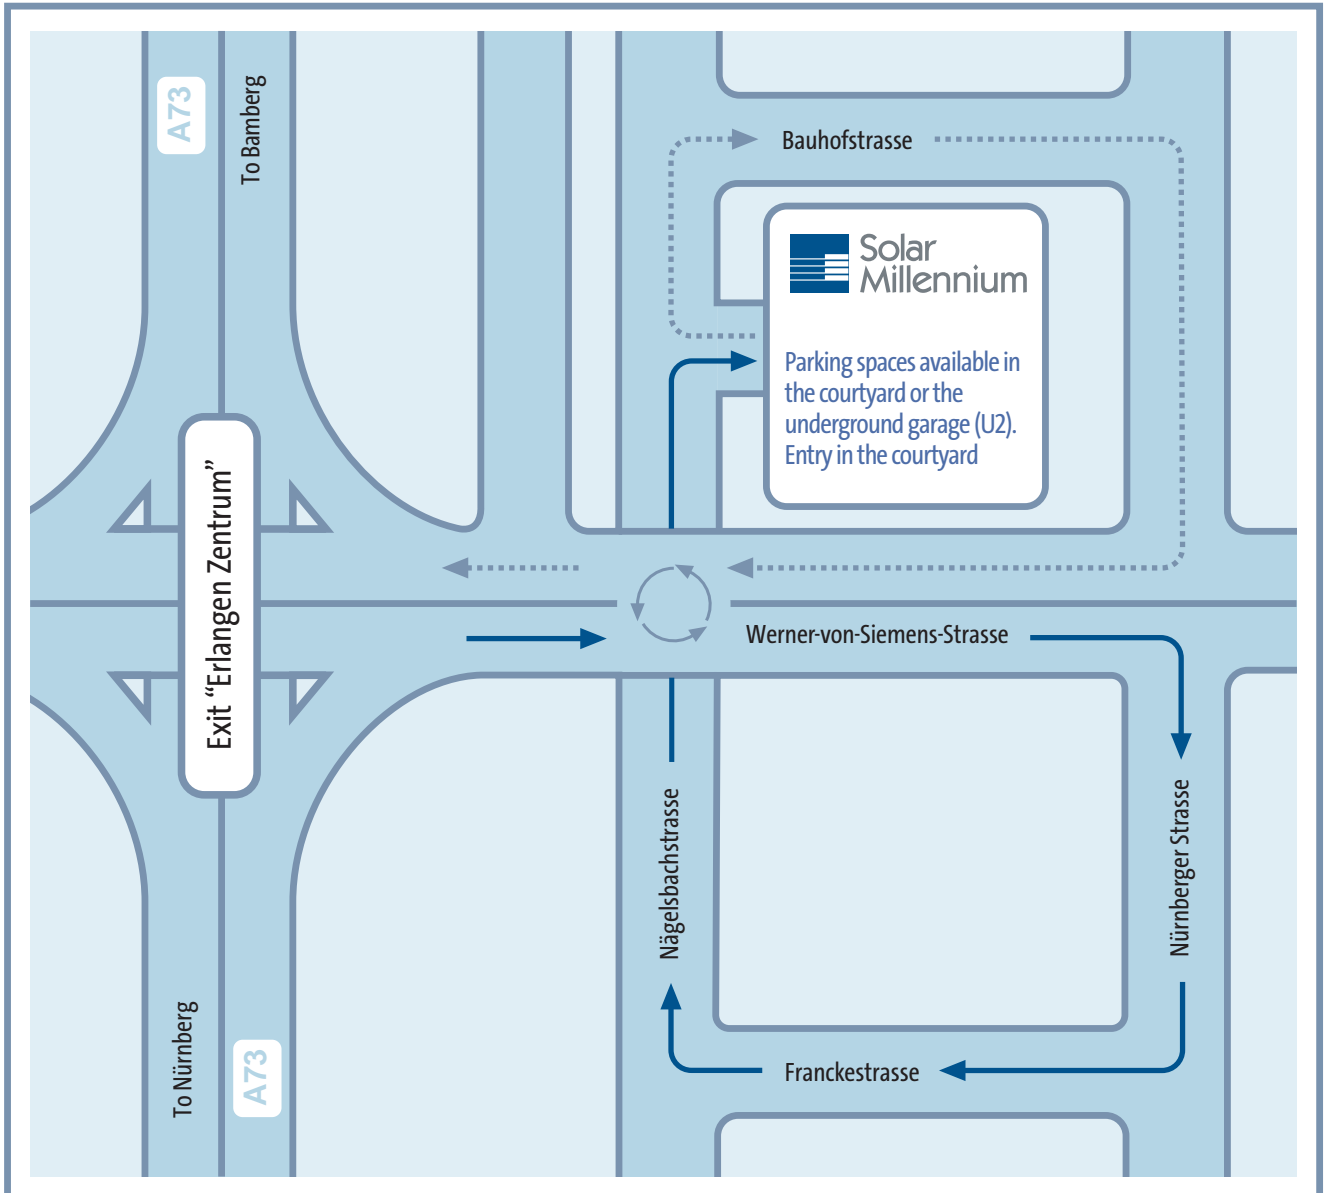 A73
To Bamberg
Bauhofstrasse
Solar
Millennium
Parking spaces available in
the courtyard or the
underground garage (U2).
Entry in the courtyard
Exit “Erlangen Zentrum”
Werner-von-Siemens-Strasse
Nägelsbachstrasse
Nürnberger Strasse
To Nürnberg
A73
Franckestrasse